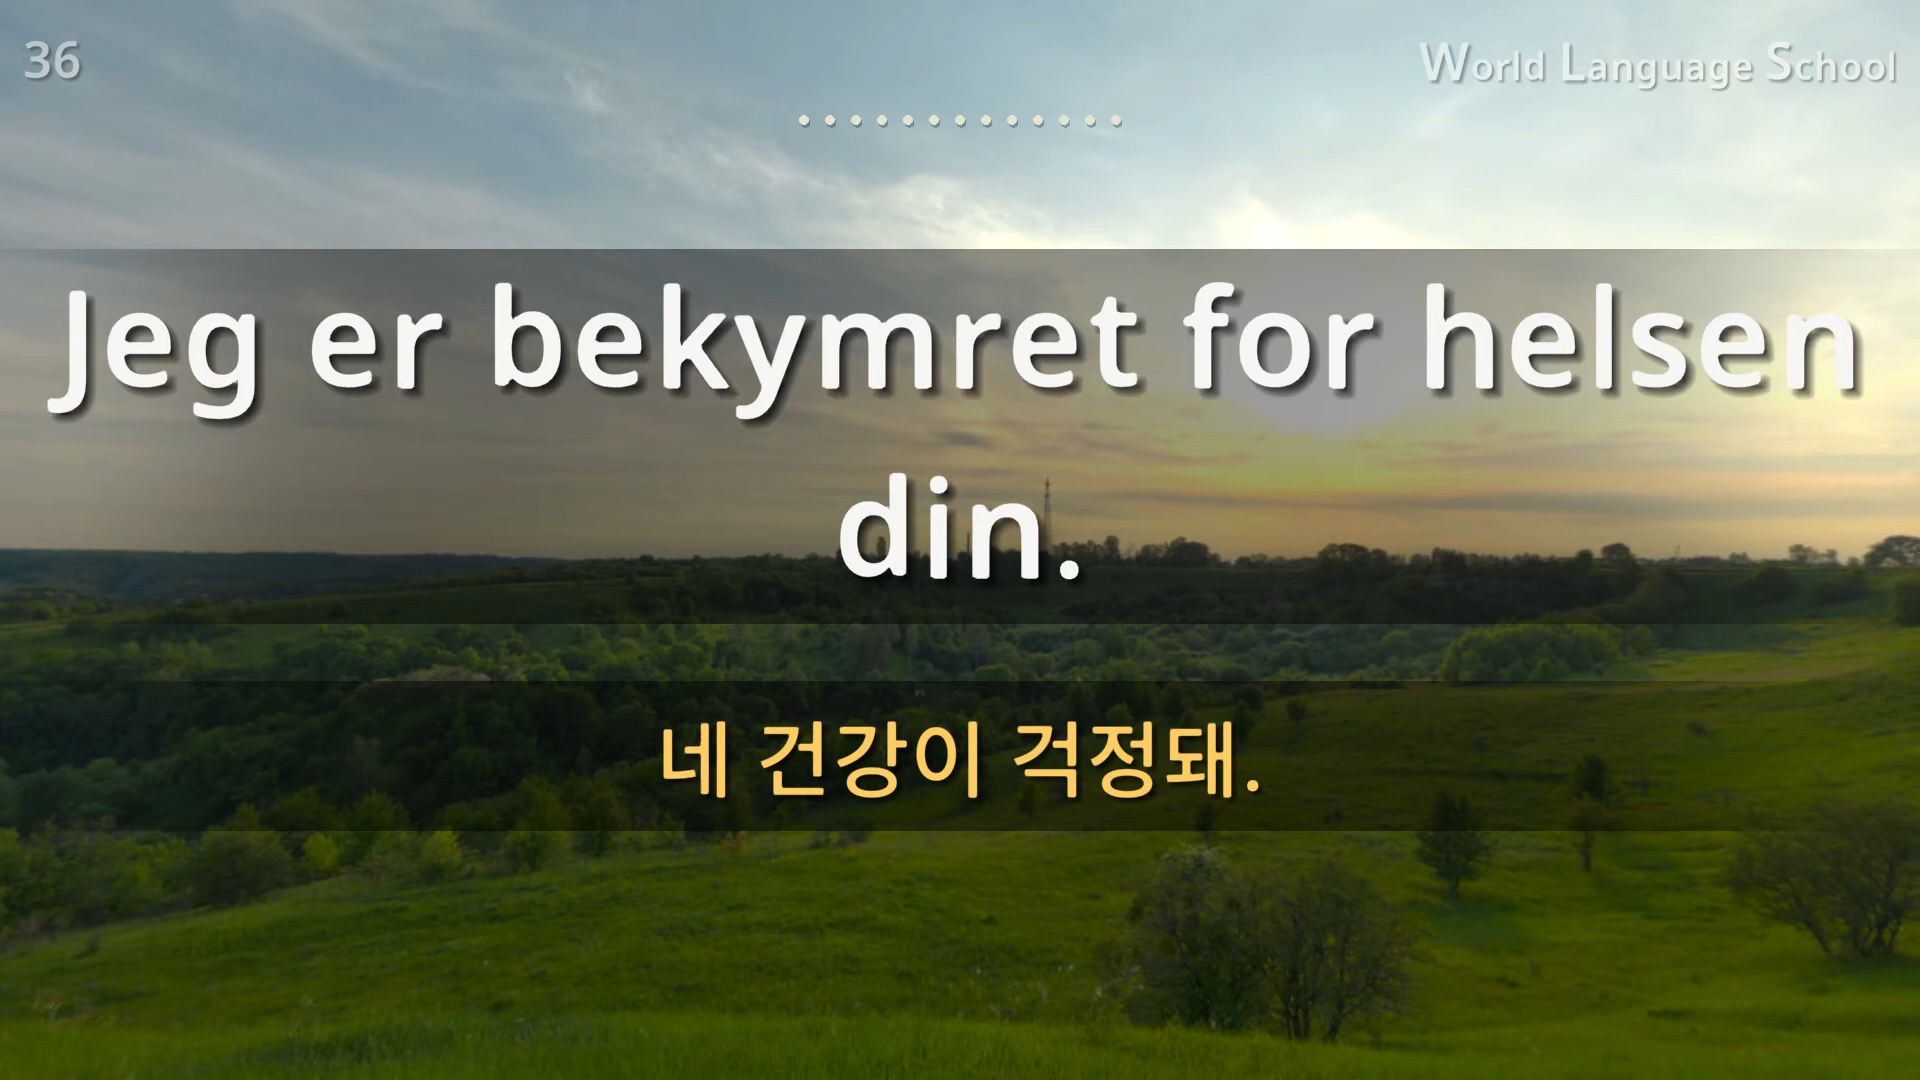 36
World Language School
Jeg er bekymret for helsen
din.
네 건강이 걱정돼.